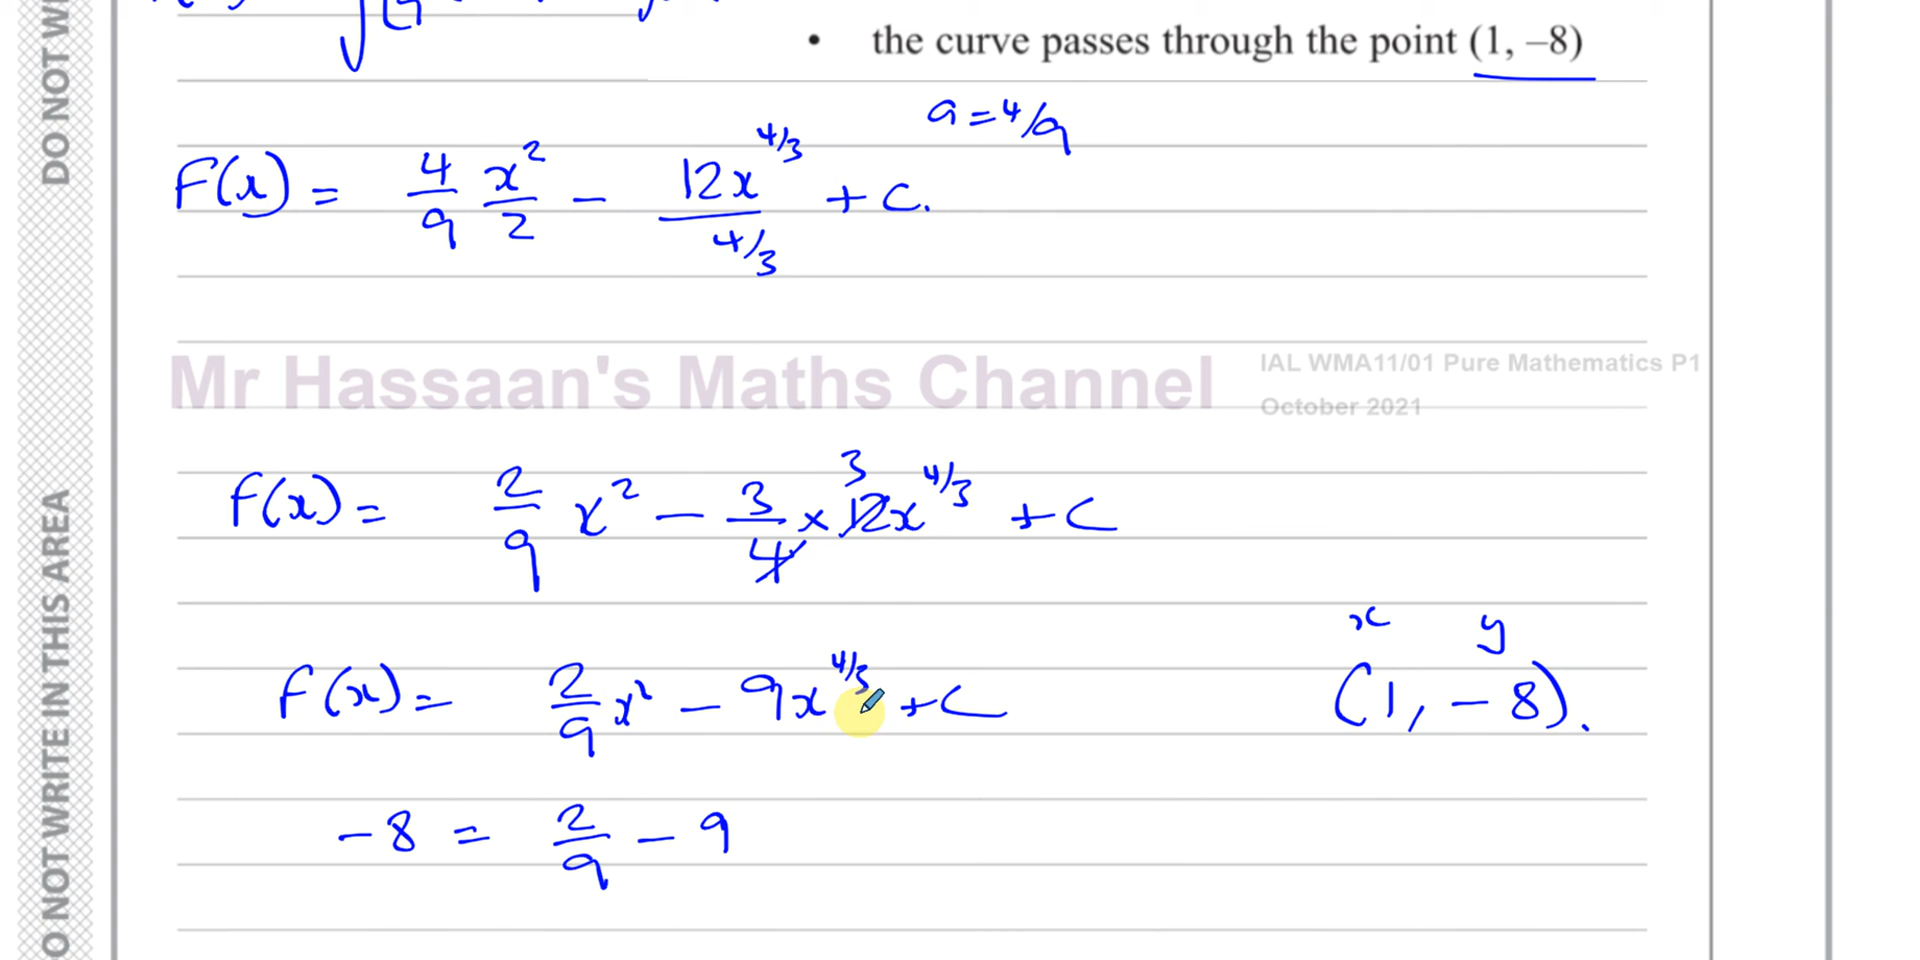 • the curve passes through the point (1, –8)
a = 4/9
F(x) = 4/9 x²/2 − 12x^4/3 / 4/3 + C.
Mr Hassaan's Maths Channel
IAL WMA11/01 Pure Mathematics P1
October 2021
f(x) = 2/9 x² − 3/4 × 12x^4/3 + C
3
x y
f(x) = 2/9 x² − 9x^4/3 + C
(1, −8).
−8 = 2/9 − 9
DO NOT WR
O NOT WRITE IN THIS AREA